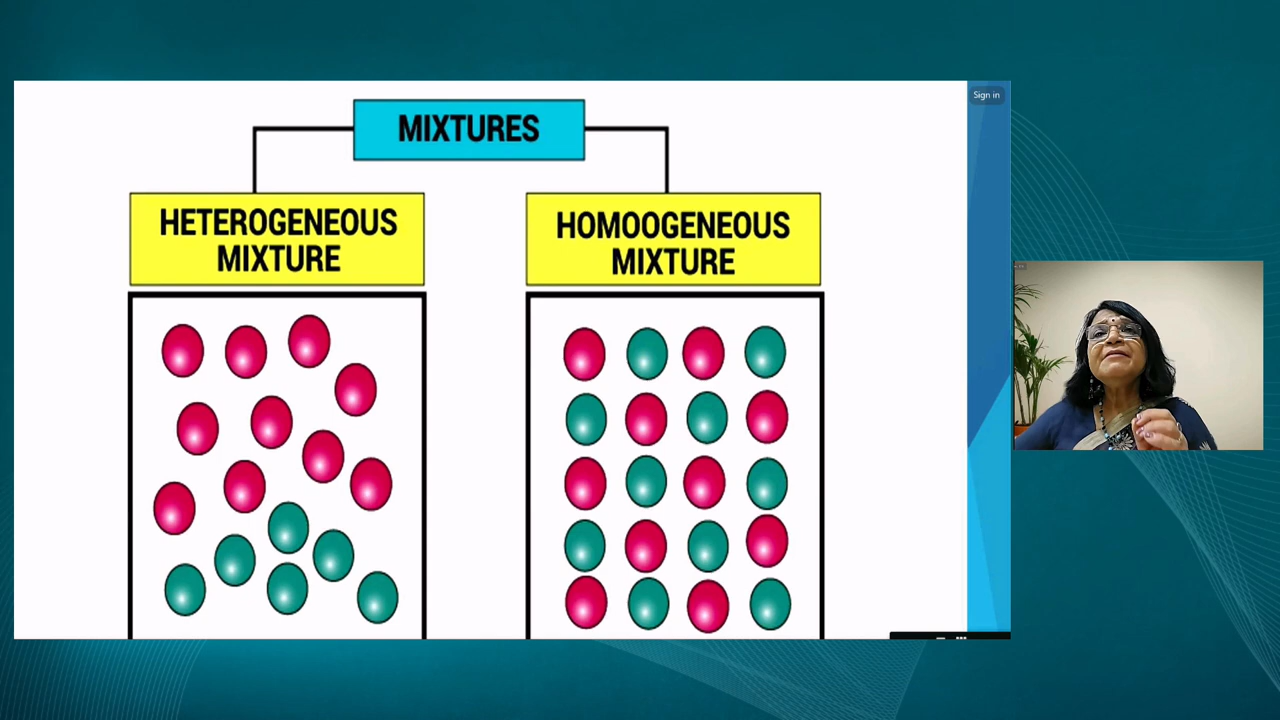 Sign in
MIXTURES
HETEROGENEOUS
MIXTURE
HOMOOGENEOUS
MIXTURE